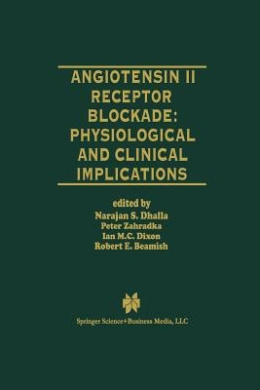 ANGIOTENSIN II
RECEPTOR
BLOCKADE:
PHYSIOLOGICAL
AND CLINICAL
IMPLICATIONS
edited by
Narajan S. Dhalla
Peter Zahradka
Ian M.C. Dixon
Robert E. Beamish
Springer Science+Business Media, LLC